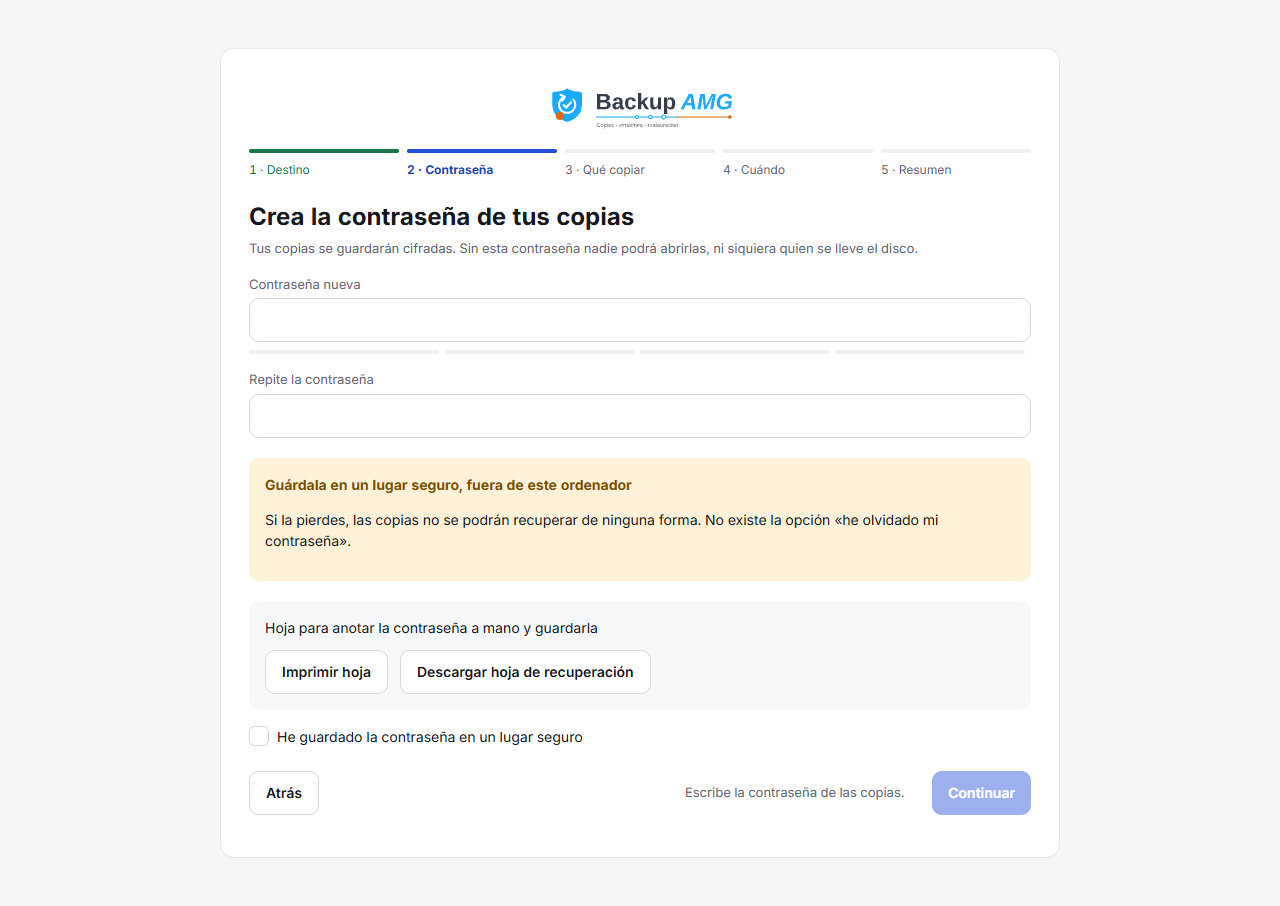 Backup AMG
Copias · Versiones · Restauración
1 · Destino
2 · Contraseña
3 · Qué copiar
4 · Cuándo
5 · Resumen
Crea la contraseña de tus copias
Tus copias se guardarán cifradas. Sin esta contraseña nadie podrá abrirlas, ni siquiera quien se lleve el disco.
Contraseña nueva
Repite la contraseña
Guárdala en un lugar seguro, fuera de este ordenador
Si la pierdes, las copias no se podrán recuperar de ninguna forma. No existe la opción «he olvidado mi
contraseña».
Hoja para anotar la contraseña a mano y guardarla
Imprimir hoja
Descargar hoja de recuperación
He guardado la contraseña en un lugar seguro
Atrás
Escribe la contraseña de las copias.
Continuar